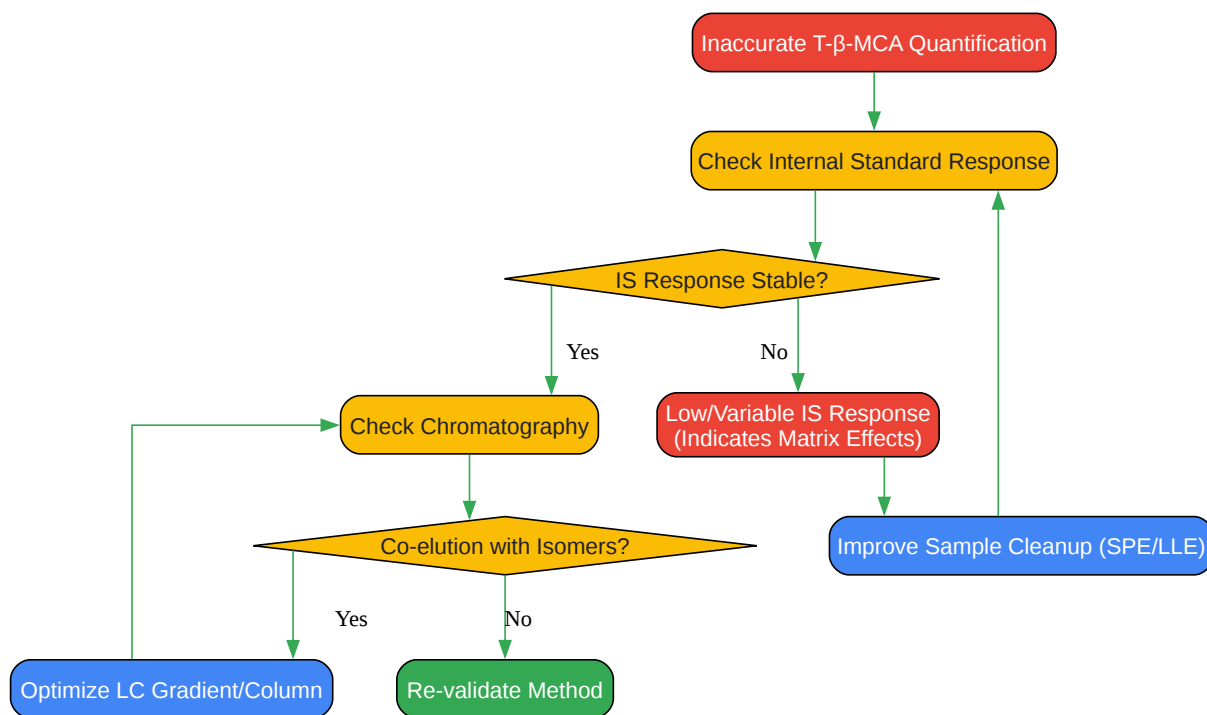 Inaccurate T-β-MCA Quantification
Check Internal Standard Response
IS Response Stable?
Yes
No
Check Chromatography
Low/Variable IS Response
(Indicates Matrix Effects)
Co-elution with Isomers?
Improve Sample Cleanup (SPE/LLE)
Yes
No
Optimize LC Gradient/Column
Re-validate Method